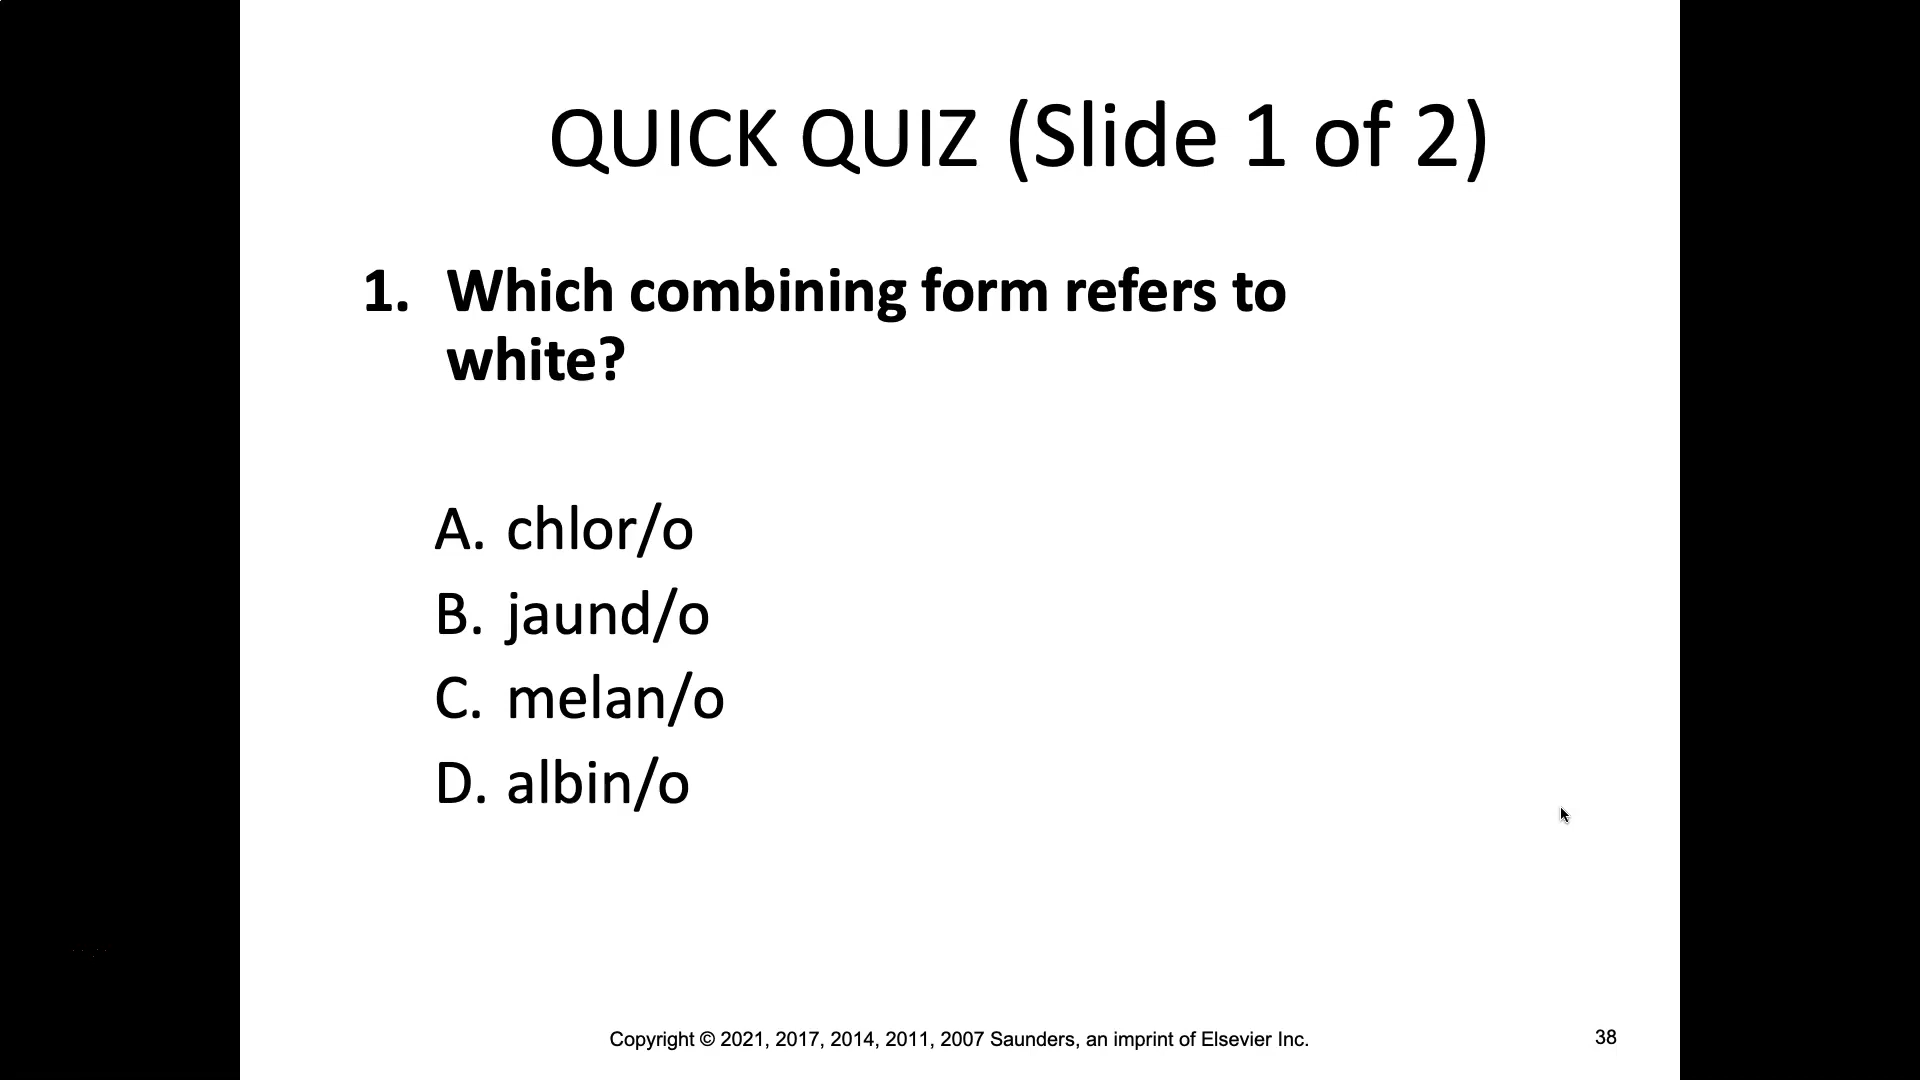 QUICK QUIZ (Slide 1 of 2)
1. Which combining form refers to
white?
A. chlor/o
B. jaund/o
C. melan/o
D. albin/o
Copyright © 2021, 2017, 2014, 2011, 2007 Saunders, an imprint of Elsevier Inc.
38